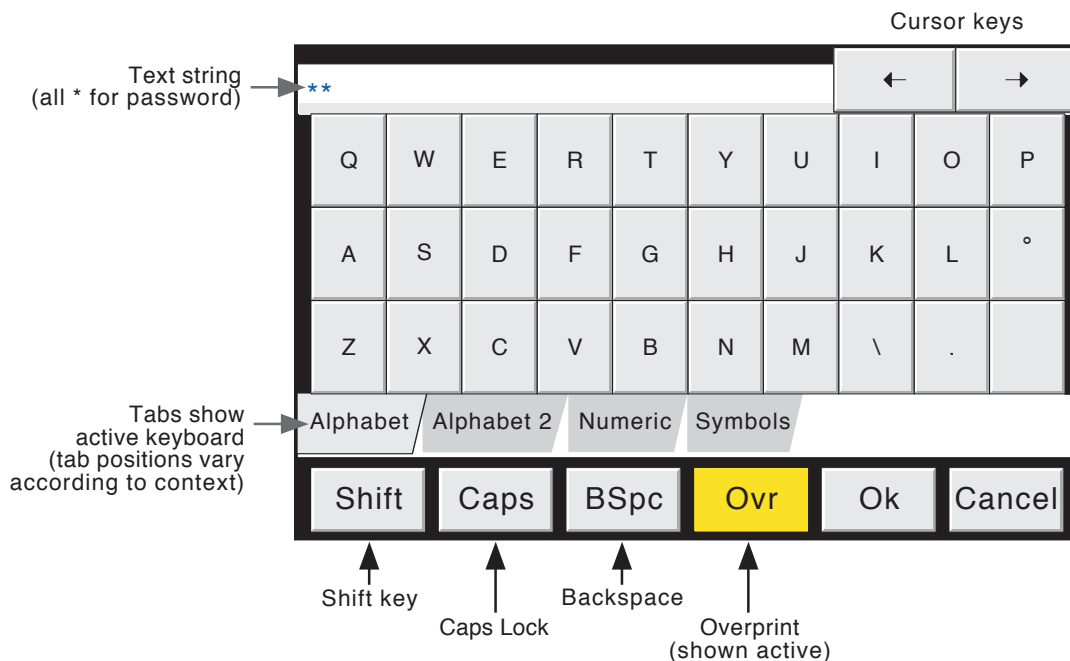 Cursor keys
Text string
(all * for password)
**
← →
Q W E R T Y U I O P
A S D F G H J K L °
Z X C V B N M \ .
Tabs show
active keyboard
(tab positions vary
according to context)
Alphabet Alphabet 2 Numeric Symbols
Shift Caps BSpc Ovr Ok Cancel
Shift key
Caps Lock
Backspace
Overprint
(shown active)